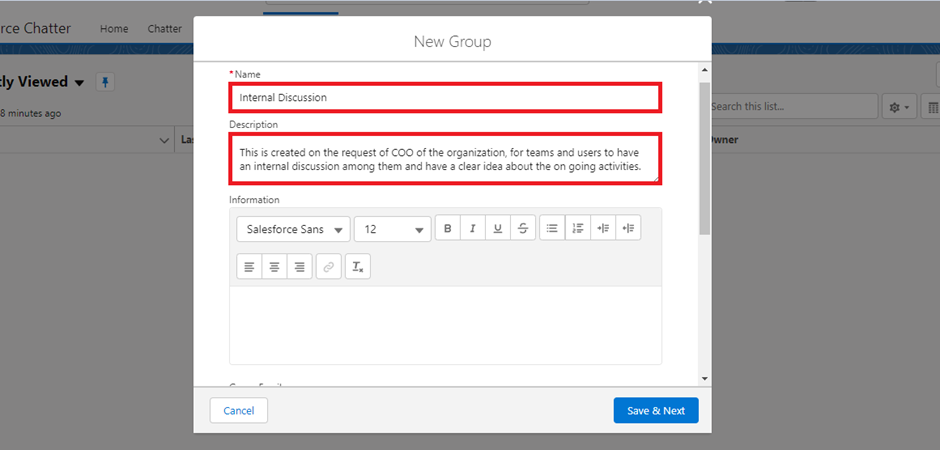 rce Chatter
Home
Chatter
New Group
tly Viewed
8 minutes ago
Search this list...
Las
Owner
*Name
Internal Discussion
Description
This is created on the request of COO of the organization, for teams and users to have
an internal discussion among them and have a clear idea about the on going activities.
Information
Salesforce Sans
12
B
I
U
S
Cancel
Save & Next